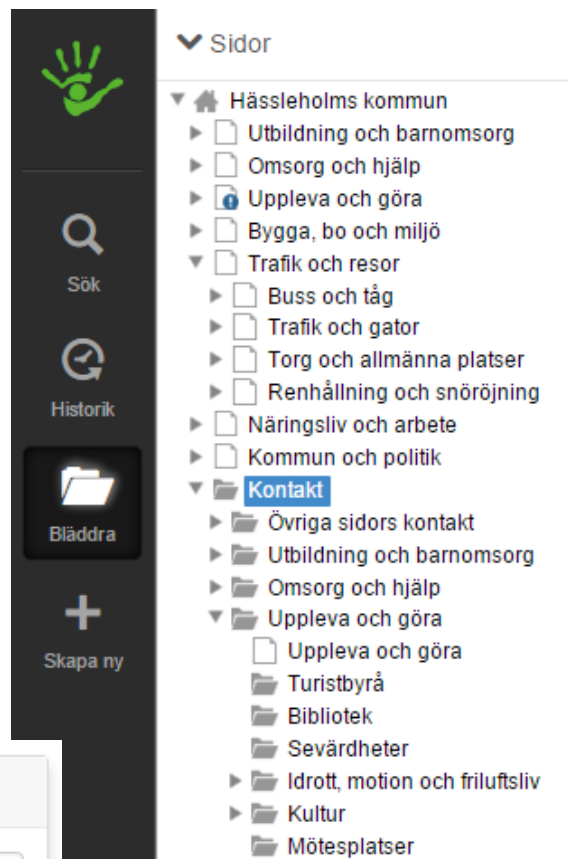 Sidor
Hässleholms kommun
Utbildning och barnomsorg
Omsorg och hjälp
Uppleva och göra
Bygga, bo och miljö
Trafik och resor
Buss och tåg
Trafik och gator
Torg och allmänna platser
Renhållning och snöröjning
Näringsliv och arbete
Kommun och politik
Kontakt
Övriga sidors kontakt
Utbildning och barnomsorg
Omsorg och hjälp
Uppleva och göra
Uppleva och göra
Turistbyrå
Bibliotek
Sevärdheter
Idrott, motion och friluftsliv
Kultur
Mötesplatser
Sök
Historik
Bläddra
Skapa ny